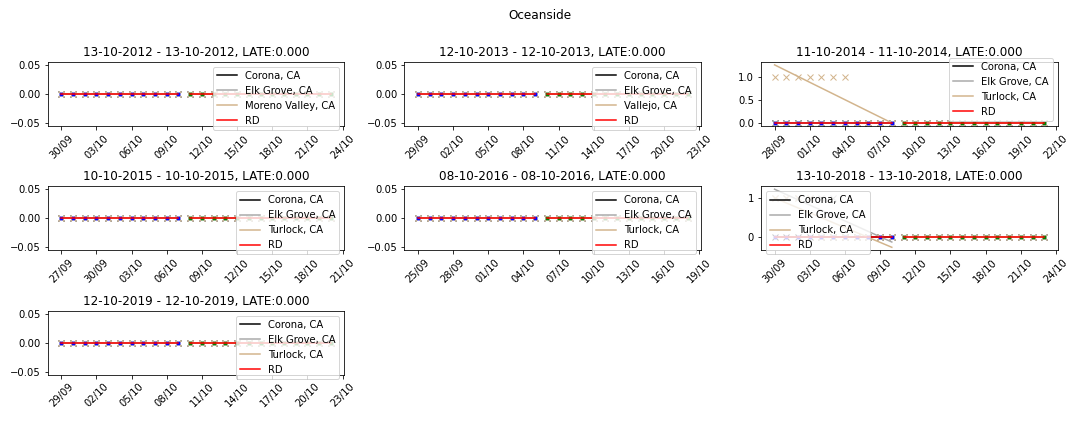 Oceanside
13-10-2012 - 13-10-2012, LATE:0.000
0.05
0.00
−0.05
Corona, CA
Elk Grove, CA
Moreno Valley, CA
RD
30/09 03/10 06/10 09/10 12/10 15/10 18/10 21/10 24/10
12-10-2013 - 12-10-2013, LATE:0.000
0.05
0.00
−0.05
Corona, CA
Elk Grove, CA
Vallejo, CA
RD
29/09 02/10 05/10 08/10 11/10 14/10 17/10 20/10 23/10
11-10-2014 - 11-10-2014, LATE:0.000
1.0
0.5
0.0
Corona, CA
Elk Grove, CA
Turlock, CA
RD
28/09 01/10 04/10 07/10 10/10 13/10 16/10 19/10 22/10
10-10-2015 - 10-10-2015, LATE:0.000
0.05
0.00
−0.05
Corona, CA
Elk Grove, CA
Turlock, CA
RD
27/09 30/09 03/10 06/10 09/10 12/10 15/10 18/10 21/10
08-10-2016 - 08-10-2016, LATE:0.000
0.05
0.00
−0.05
Corona, CA
Elk Grove, CA
Turlock, CA
RD
25/09 28/09 01/10 04/10 07/10 10/10 13/10 16/10 19/10
13-10-2018 - 13-10-2018, LATE:0.000
1
0
Corona, CA
Elk Grove, CA
Turlock, CA
RD
30/09 03/10 06/10 09/10 12/10 15/10 18/10 21/10 24/10
12-10-2019 - 12-10-2019, LATE:0.000
0.05
0.00
−0.05
Corona, CA
Elk Grove, CA
Turlock, CA
RD
29/09 02/10 05/10 08/10 11/10 14/10 17/10 20/10 23/10